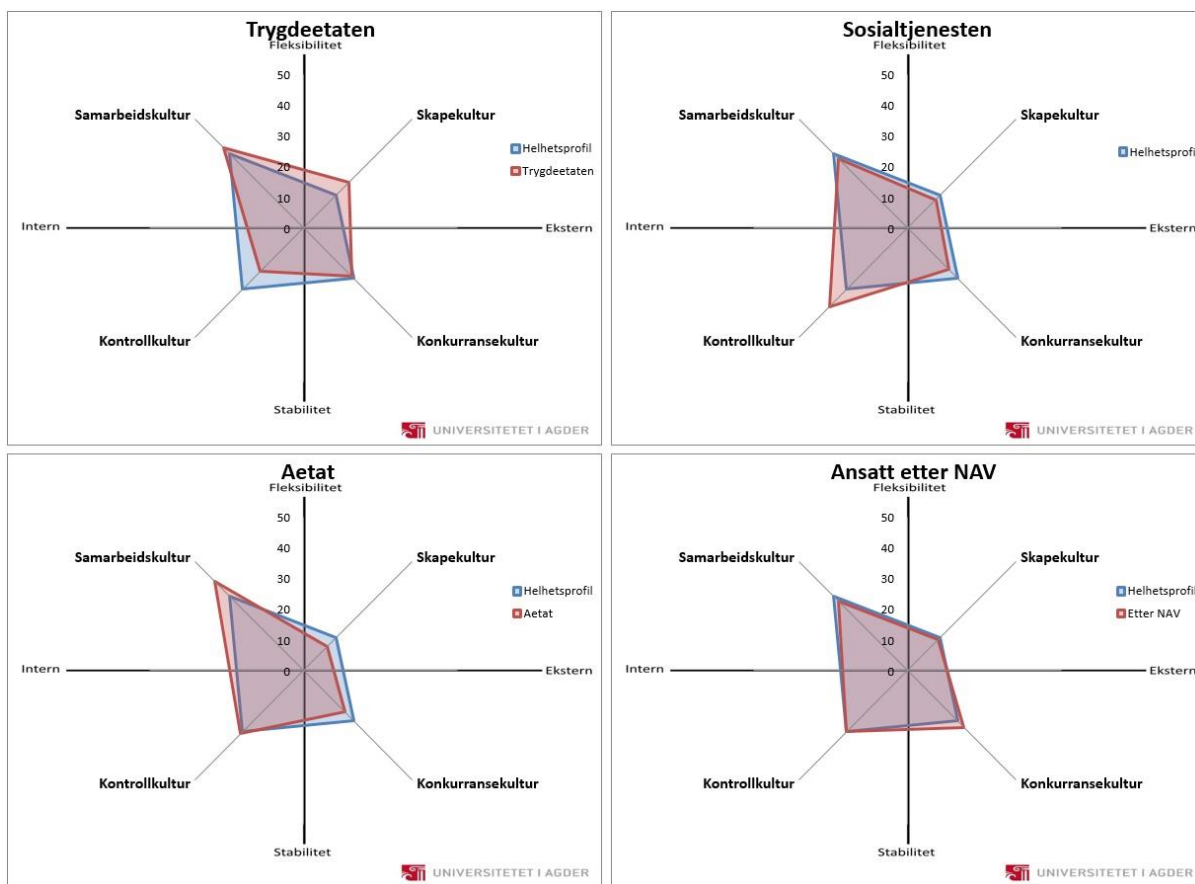 Trygdeetaten
Fleksibilitet
50
40
Samarbeidskultur
Skapekultur
30
Helhetsprofil
20
Trygdeetaten
10
Intern
0
Ekstern
Kontrollkultur
Konkurransekultur
Stabilitet
UNIVERSITETET I AGDER
Sosialtjenesten
Fleksibilitet
50
40
Samarbeidskultur
Skapekultur
30
Helhetsprofil
20
10
Intern
0
Ekstern
Kontrollkultur
Konkurransekultur
Stabilitet
UNIVERSITETET I AGDER
Aetat
Fleksibilitet
50
40
Samarbeidskultur
Skapekultur
30
Helhetsprofil
20
Aetat
10
Intern
0
Ekstern
Kontrollkultur
Konkurransekultur
Stabilitet
UNIVERSITETET I AGDER
Ansatt etter NAV
Fleksibilitet
50
40
Samarbeidskultur
Skapekultur
30
Helhetsprofil
20
Etter NAV
10
Intern
0
Ekstern
Kontrollkultur
Konkurransekultur
Stabilitet
UNIVERSITETET I AGDER